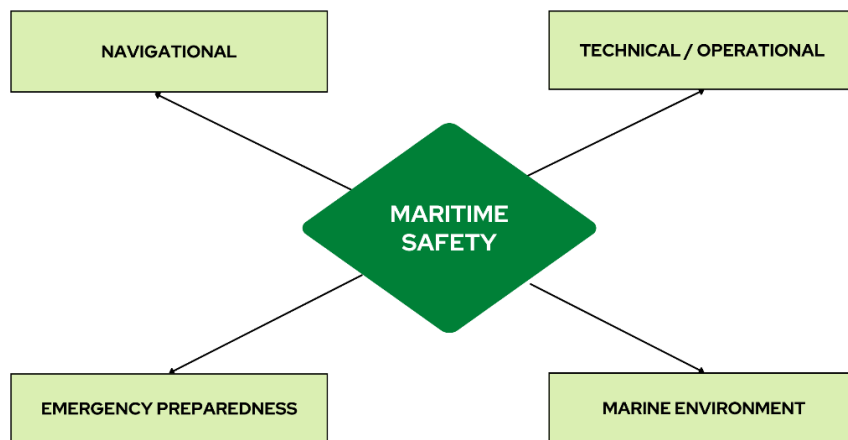 NAVIGATIONAL
TECHNICAL / OPERATIONAL
MARITIME
SAFETY
EMERGENCY PREPAREDNESS
MARINE ENVIRONMENT